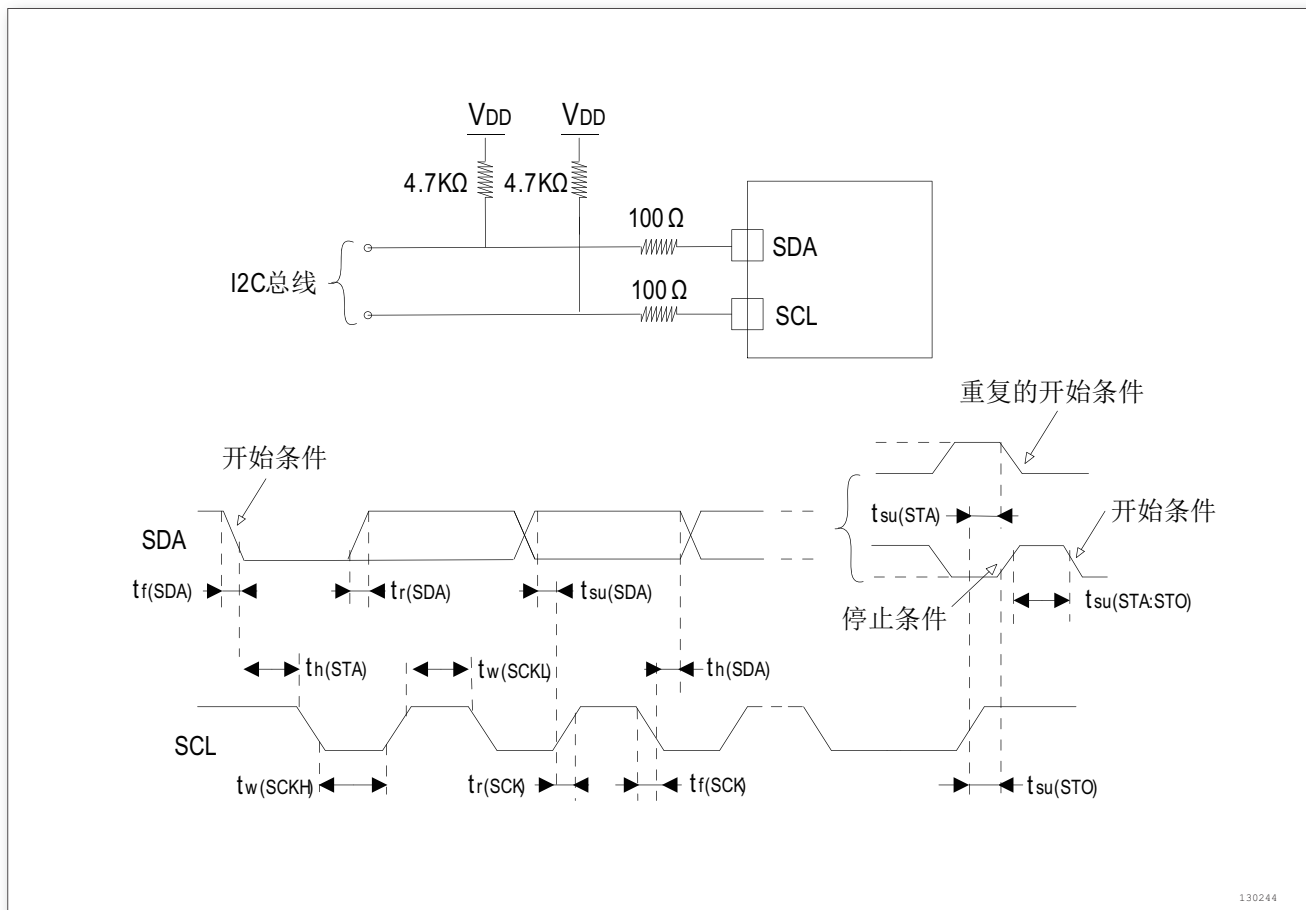 VDD VDD
4.7KΩ 4.7KΩ
100 Ω
SDA
I2C总线
100 Ω
SCL
重复的开始条件
开始条件
tsu(STA)
开始条件
SDA
tf(SDA) tr(SDA) tsu(SDA)
停止条件
tsu(STA:STO)
th(STA) tw(SCKL) th(SDA)
SCL
tw(SCKH) tr(SCK) tf(SCK) tsu(STO)
130244